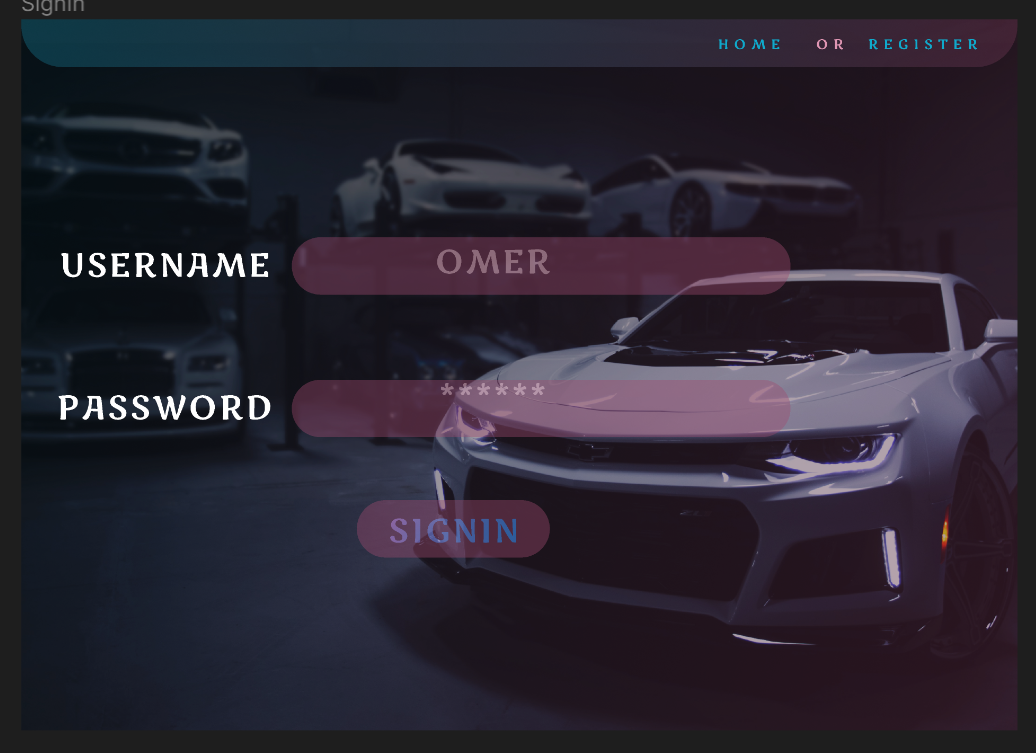 Signin
HOME OR REGISTER
USERNAME OMER
PASSWORD ******
SIGNIN